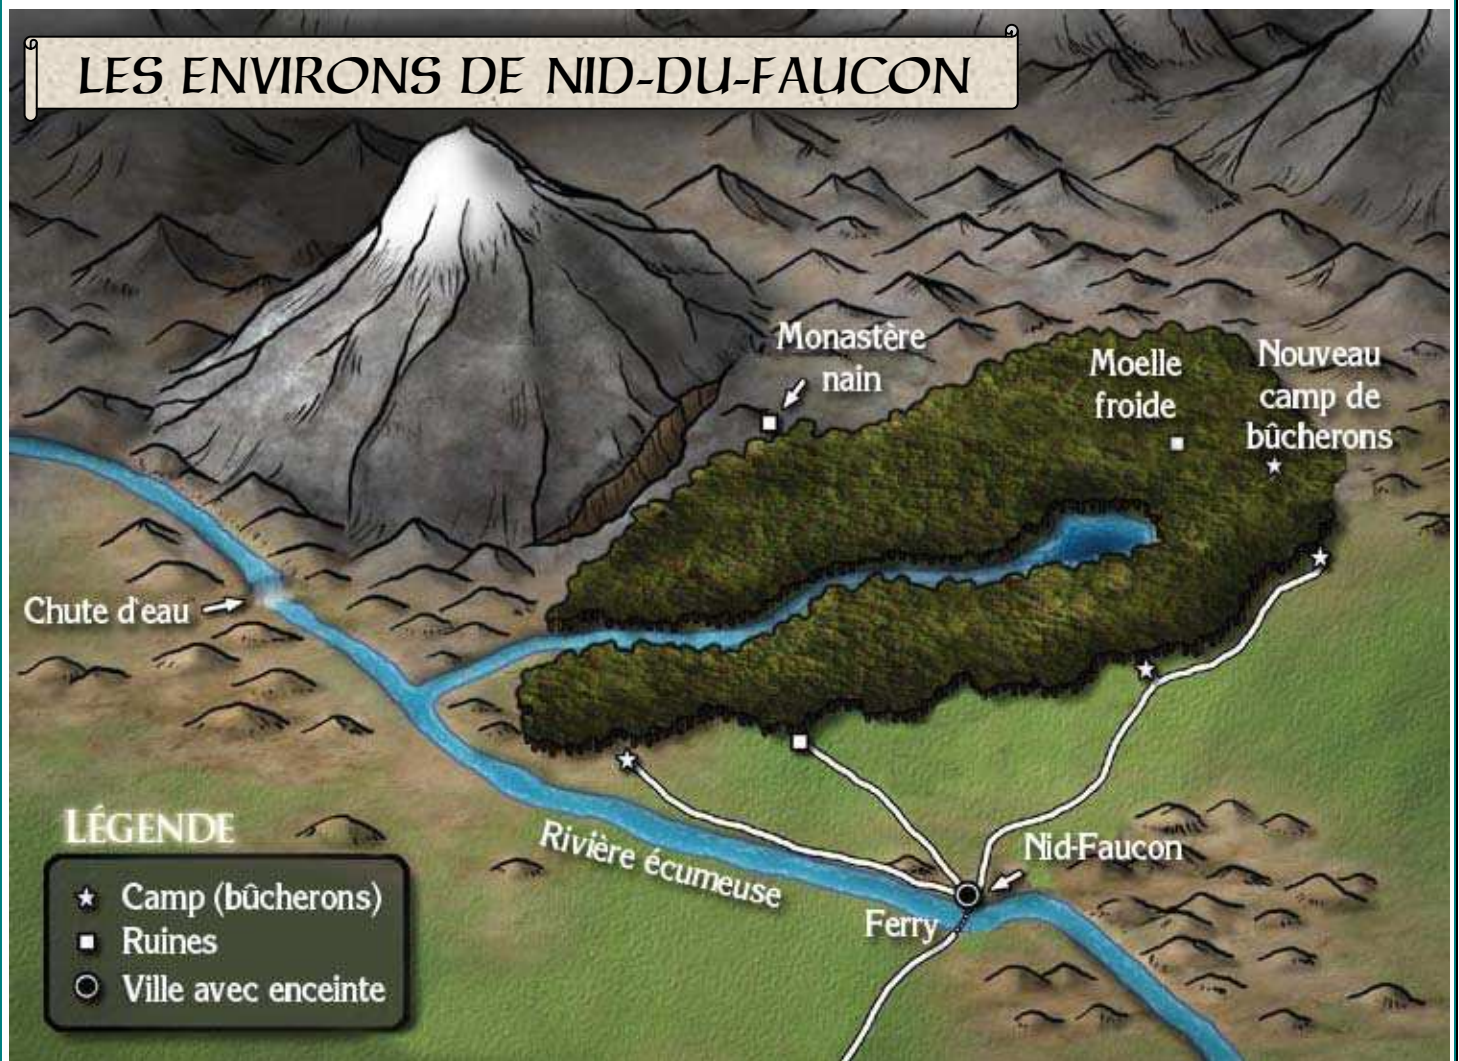 LES ENVIRONS DE NID-DU-FAUCON
Monastère
nain
Moelle
froide
Nouveau
camp de
bûcherons
Chute d'eau
Rivière écumeuse
Nid-Faucon
Ferry
LÉGENDE
Camp (bûcherons)
Ruines
Ville avec enceinte